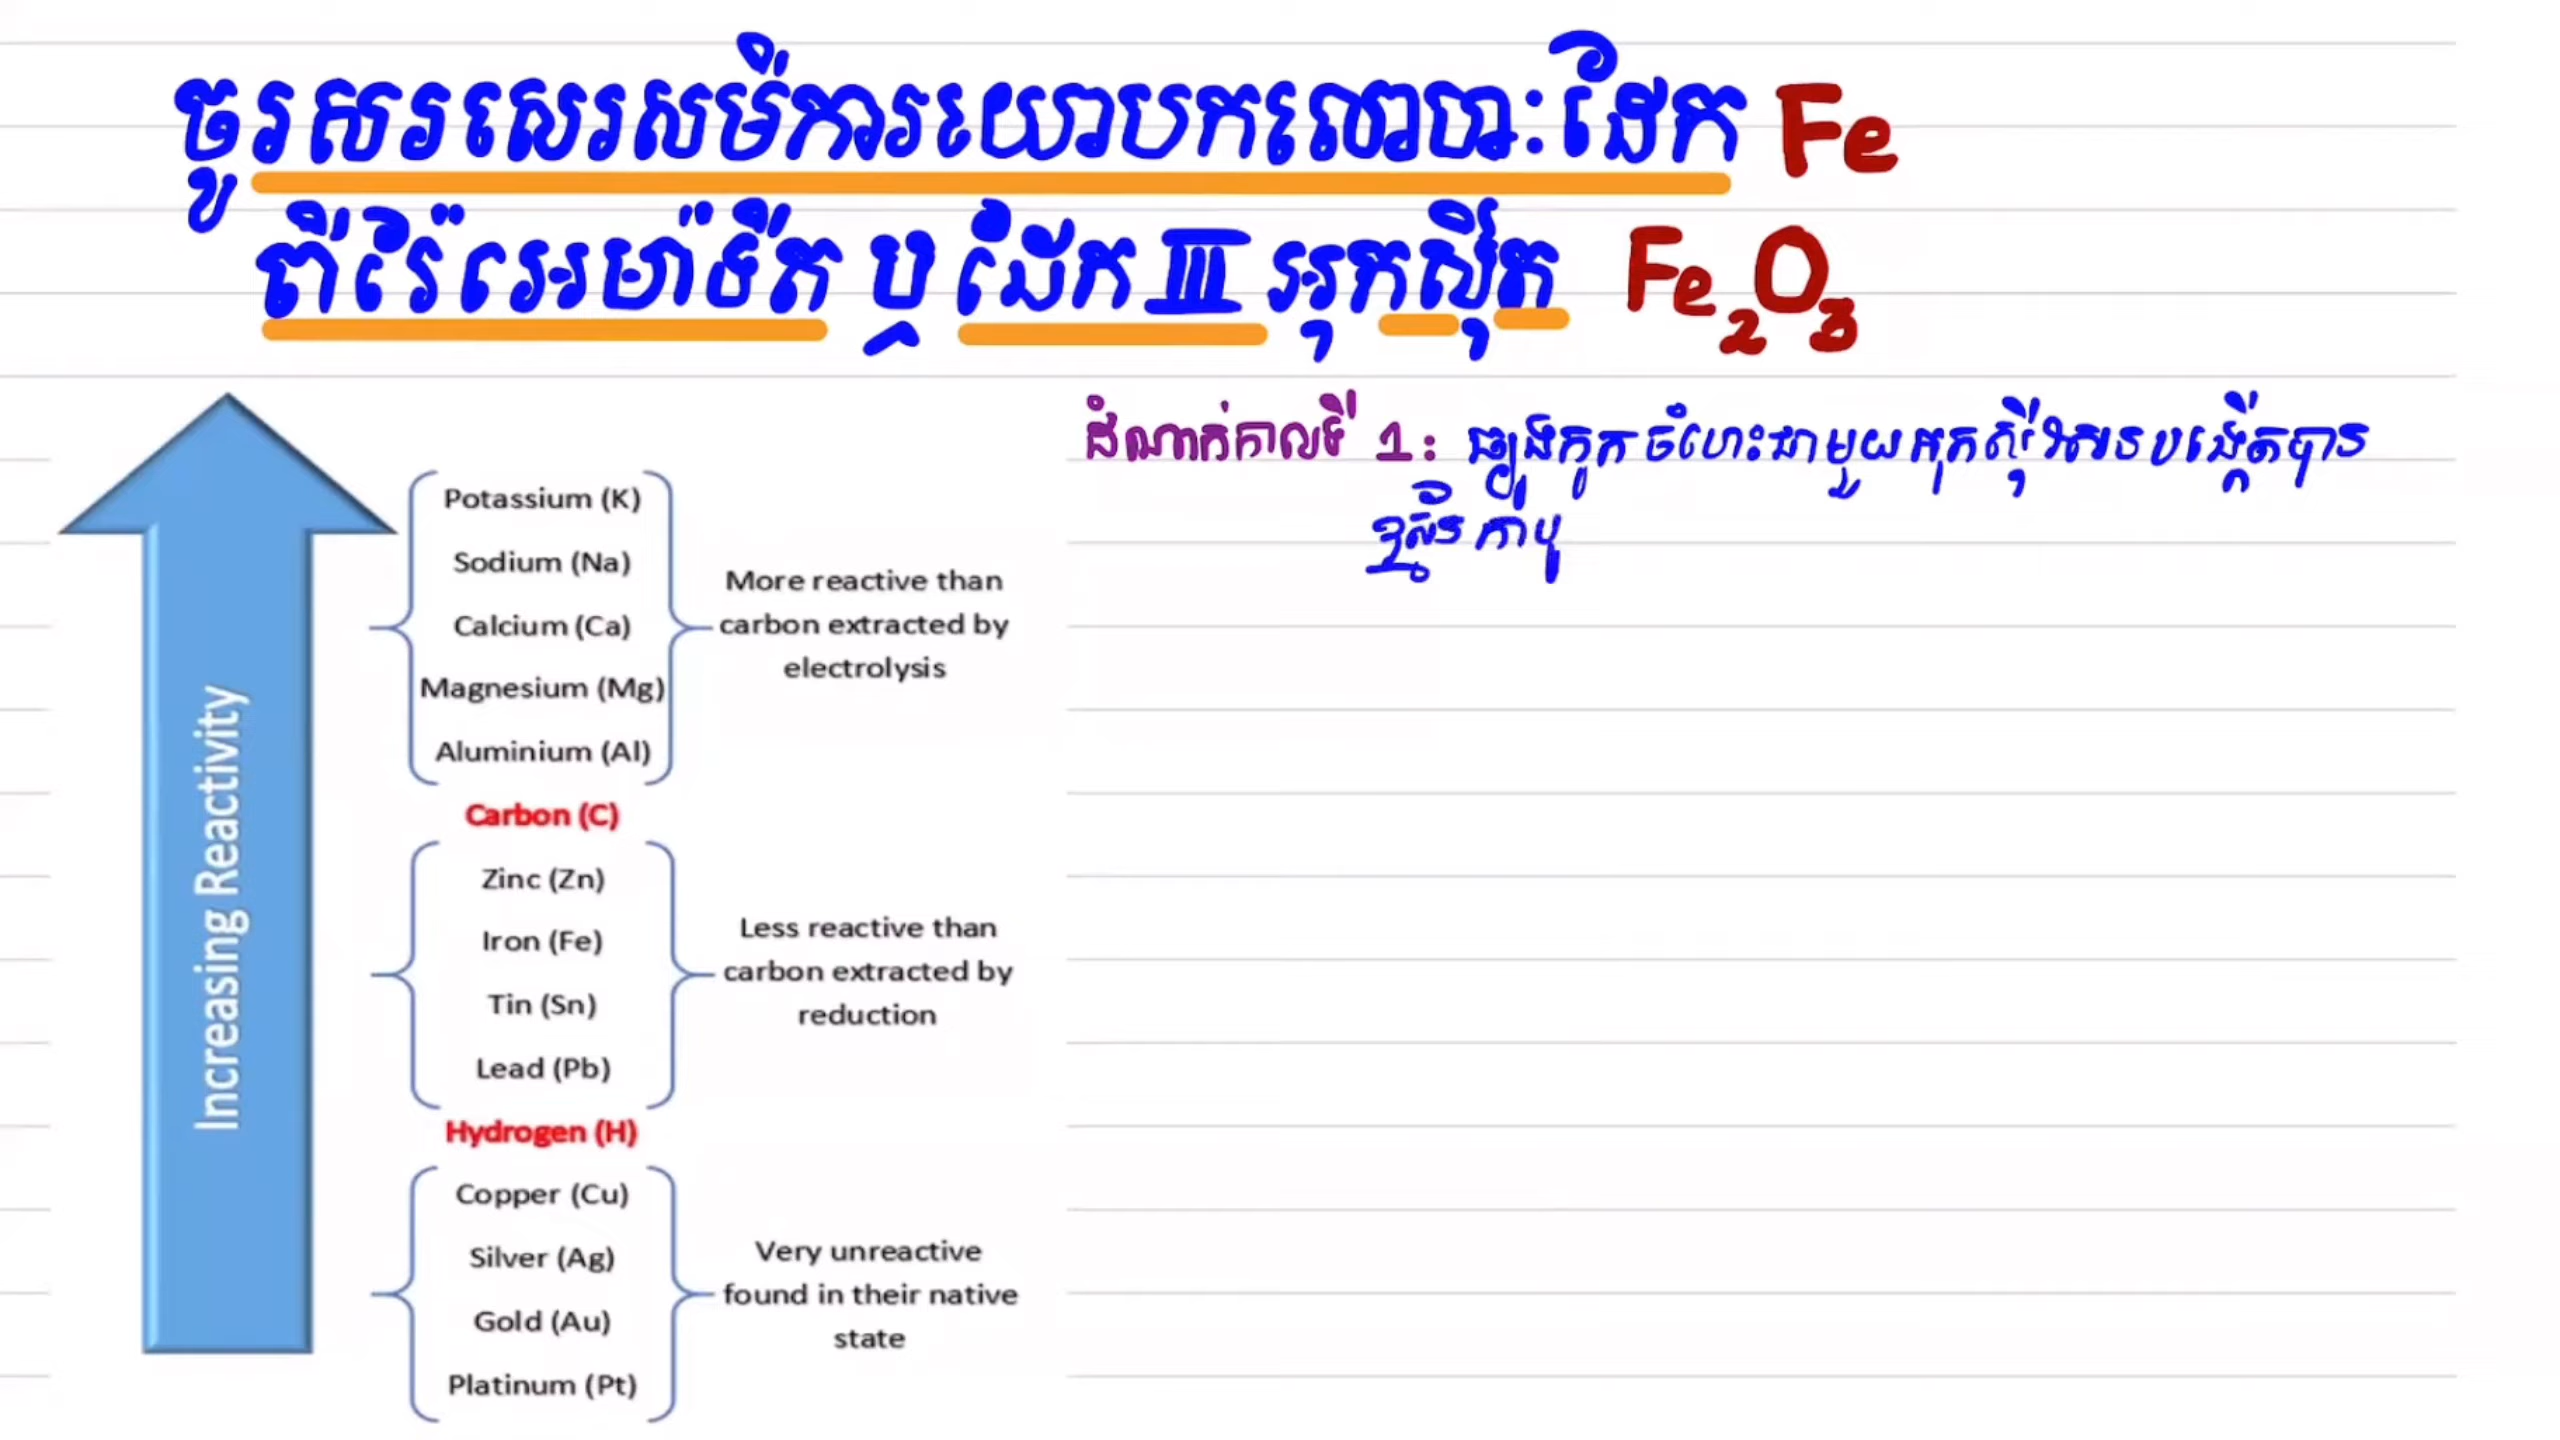 ចូរសរសេរសមីការយោបកលោហៈដែក Fe
ពីរ៉ែអេម៉ាទីត ឬ ដែក III អុកស៊ីត Fe2O3
ដំណាក់កាលទី 1: ធ្យូងកូកចំហេះជាមួយអុកស៊ីសែនបង្កើតបាន
ឧស្ម័នកាបូ
Increasing Reactivity
Potassium (K)
Sodium (Na)
Calcium (Ca)
Magnesium (Mg)
Aluminium (Al)
More reactive than
carbon extracted by
electrolysis
Carbon (C)
Zinc (Zn)
Iron (Fe)
Tin (Sn)
Lead (Pb)
Less reactive than
carbon extracted by
reduction
Hydrogen (H)
Copper (Cu)
Silver (Ag)
Gold (Au)
Platinum (Pt)
Very unreactive
found in their native
state